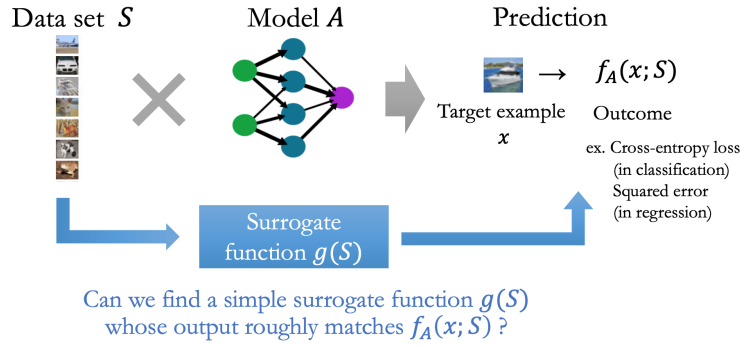 Data set S
Model A
Prediction
→ f_A(x; S)
Target example
x
Outcome
ex. Cross-entropy loss
(in classification)
Squared error
(in regression)
Surrogate
function g(S)
Can we find a simple surrogate function g(S)
whose output roughly matches f_A(x; S) ?